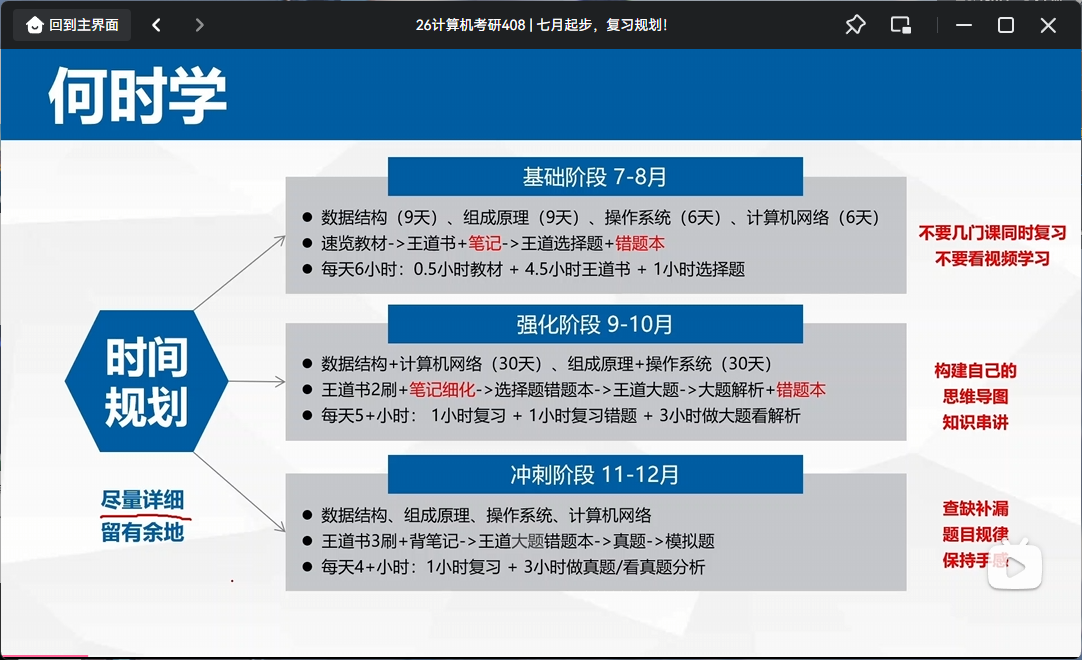 回到主界面
26计算机考研408 | 七月起步，复习规划！
何时学
基础阶段 7-8月
数据结构（9天）、组成原理（9天）、操作系统（6天）、计算机网络（6天）
速览教材->王道书+笔记->王道选择题+错题本
每天6小时：0.5小时教材 + 4.5小时王道书 + 1小时选择题
不要几门课同时复习
不要看视频学习
强化阶段 9-10月
数据结构+计算机网络（30天）、组成原理+操作系统（30天）
王道书2刷+笔记细化->选择题错题本->王道大题->大题解析+错题本
每天5+小时： 1小时复习 + 1小时复习错题 + 3小时做大题看解析
构建自己的
思维导图
知识串讲
时间
规划
尽量详细
留有余地
冲刺阶段 11-12月
数据结构、组成原理、操作系统、计算机网络
王道书3刷+背笔记->王道大题错题本->真题->模拟题
每天4+小时：1小时复习 + 3小时做真题/看真题分析
查缺补漏
题目规律
保持手感